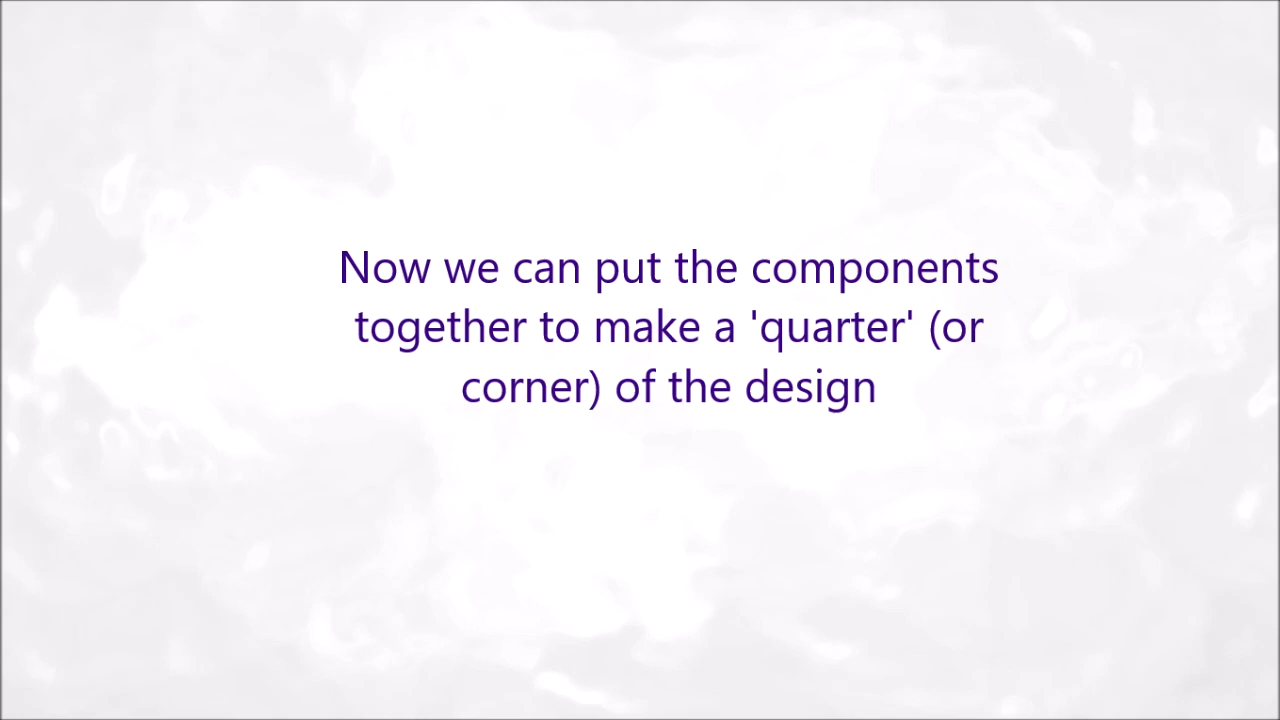 Now we can put the components
together to make a 'quarter' (or
corner) of the design